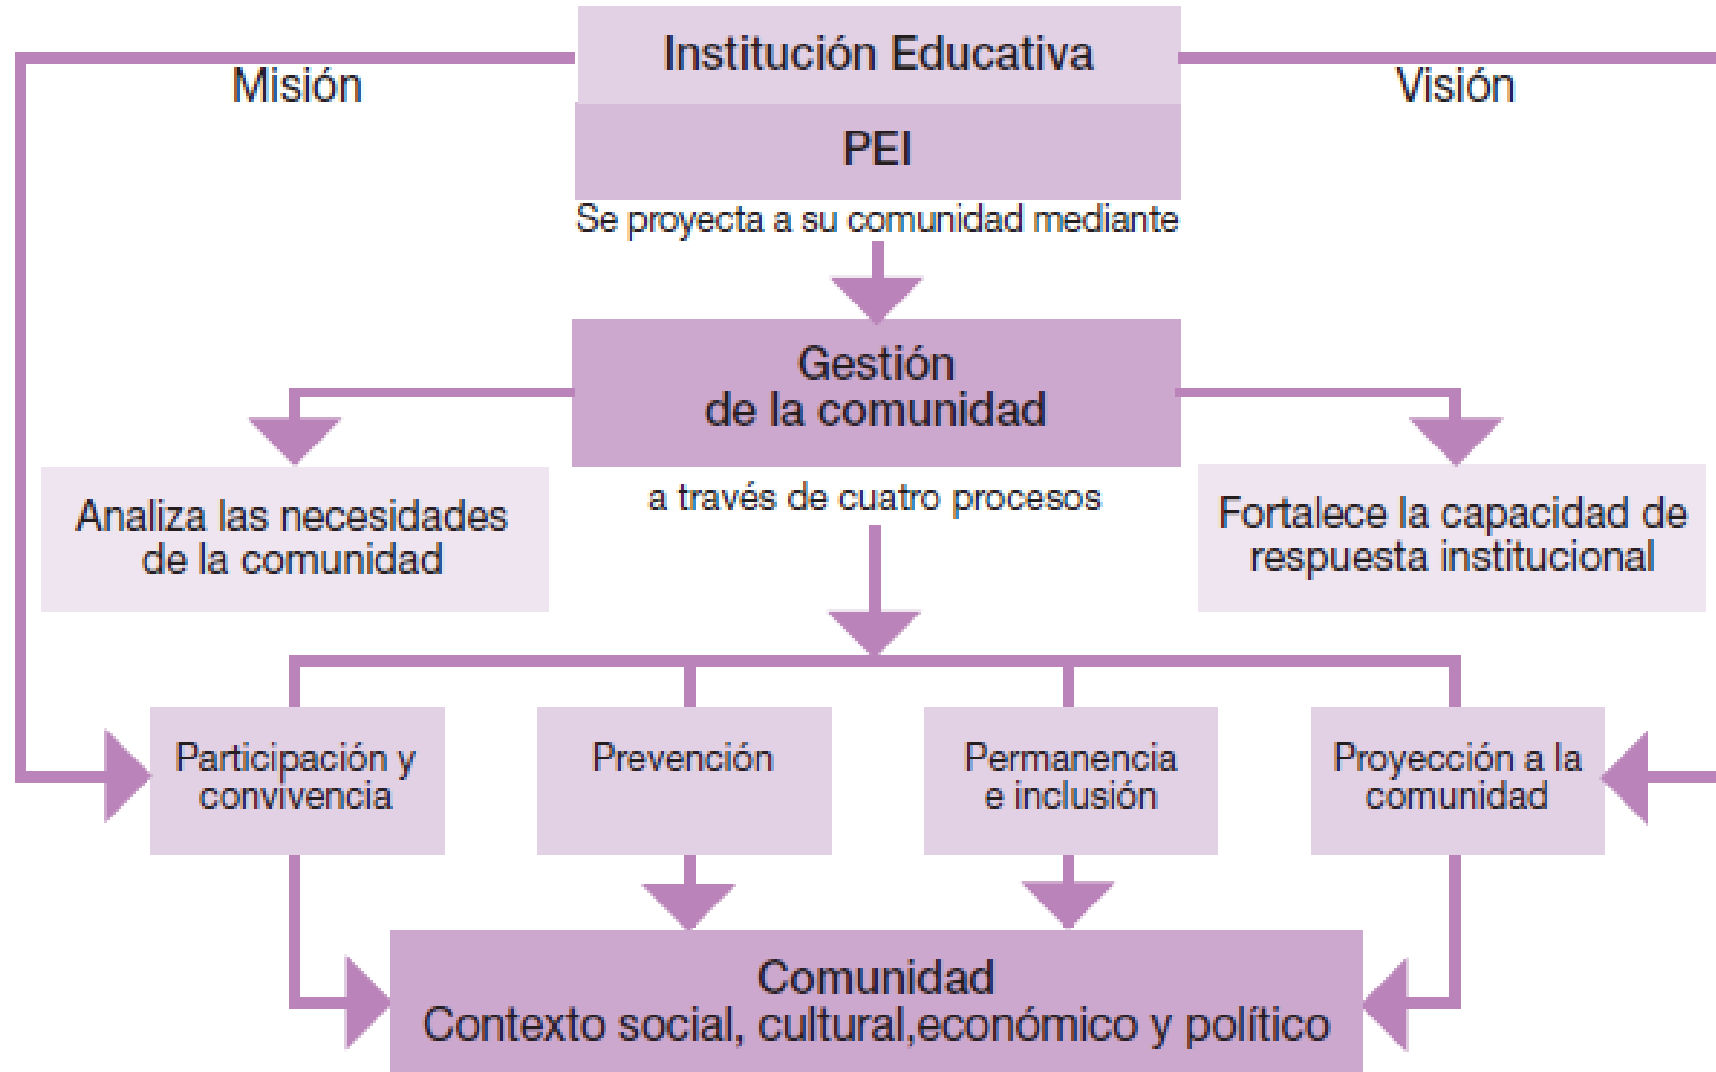 Institución Educativa
Misión
Visión
PEI
Se proyecta a su comunidad mediante
Gestión
de la comunidad
Analiza las necesidades
de la comunidad
a través de cuatro procesos
Fortalece la capacidad de
respuesta institucional
Participación y
convivencia
Prevención
Permanencia
e inclusión
Proyección a la
comunidad
Comunidad
Contexto social, cultural,económico y político